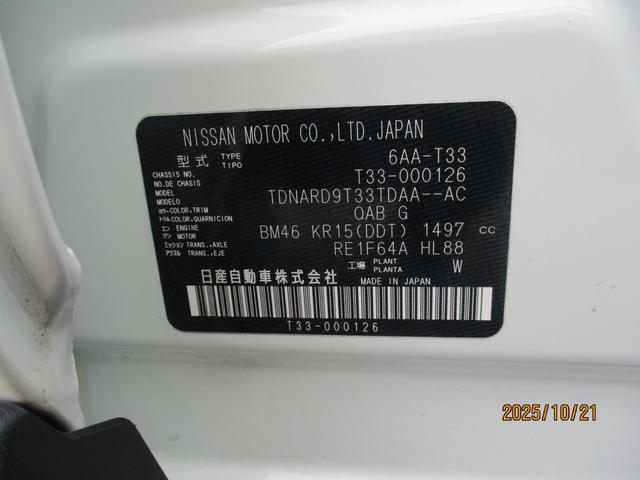 NISSAN MOTOR CO.,LTD.JAPAN
型式 TYPE TIPO 6AA-T33
CHASSIS NO. NO.DE CHASIS T33-000126
MODEL MODELO TDNARD9T33TDAA--AC
カラー COLOR,TRIM トリム COLOR,GUARNICION QAB G
エン ENGINE ジン MOTOR BM46 KR15(DDT) 1497 cc
ミッション TRANS.,AXLE アクスル TRANS.,EJE RE1F64A HL88
工場 PLANT PLANTA W
日産自動車株式会社 MADE IN JAPAN
T33-000126
2025/10/21